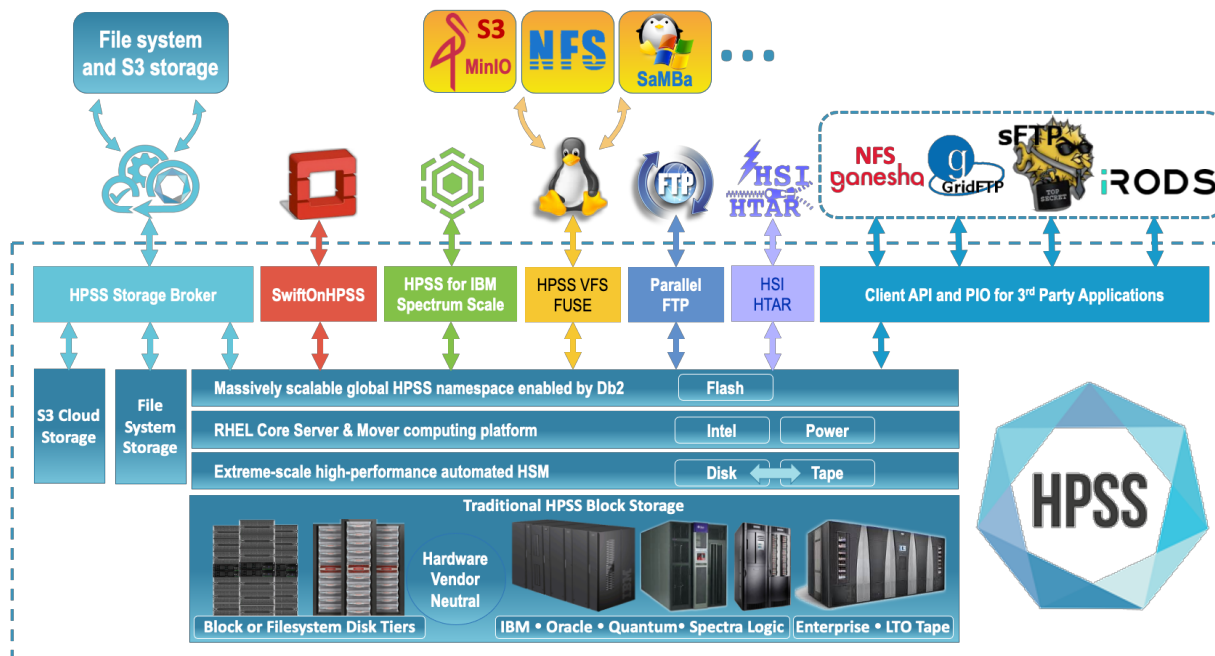 File system
and S3 storage
S3
MinIO
NFS
SaMBa
NFS
ganesha
g
GridFTP
sFTP
TOP
SECRET
iRODS
FTP
HSI
HTAR
HPSS Storage Broker
SwiftOnHPSS
HPSS for IBM
Spectrum Scale
HPSS VFS
FUSE
Parallel
FTP
HSI
HTAR
Client API and PIO for 3rd Party Applications
S3 Cloud
Storage
File
System
Storage
Massively scalable global HPSS namespace enabled by Db2
Flash
RHEL Core Server & Mover computing platform
Intel
Power
Extreme-scale high-performance automated HSM
Disk
Tape
Traditional HPSS Block Storage
Hardware
Vendor
Neutral
IBM
Block or Filesystem Disk Tiers
IBM • Oracle • Quantum• Spectra Logic
Enterprise • LTO Tape
HPSS